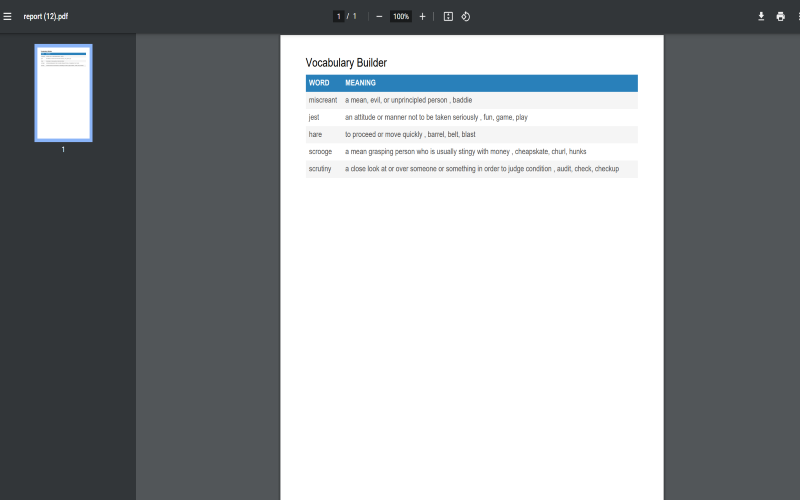 report (12).pdf
1 / 1
100%
1
Vocabulary Builder
WORD MEANING
miscreant a mean, evil, or unprincipled person , baddie
jest an attitude or manner not to be taken seriously , fun, game, play
hare to proceed or move quickly , barrel, belt, blast
scrooge a mean grasping person who is usually stingy with money , cheapskate, churl, hunks
scrutiny a close look at or over someone or something in order to judge condition , audit, check, checkup